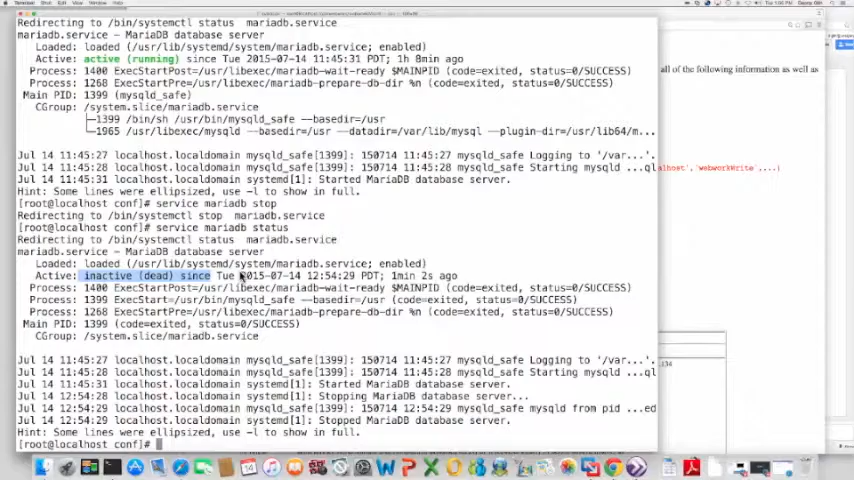 Shell Edit View Window Help
Tue 1:05 PM
Redirecting to /bin/systemctl status  mariadb.service
mariadb.service - MariaDB database server
Loaded: loaded (/usr/lib/systemd/system/mariadb.service; enabled)
Active: active (running) since Tue 2015-07-14 11:45:31 PDT; 1h 8min ago
Process: 1400 ExecStartPost=/usr/libexec/mariadb-wait-ready $MAINPID (code=exited, status=0/SUCCESS)
Process: 1268 ExecStartPre=/usr/libexec/mariadb-prepare-db-dir %n (code=exited, status=0/SUCCESS)
Main PID: 1399 (mysqld_safe)
CGroup: /system.slice/mariadb.service
├─1399 /bin/sh /usr/bin/mysqld_safe --basedir=/usr
└─1965 /usr/libexec/mysqld --basedir=/usr --datadir=/var/lib/mysql --plugin-dir=/usr/lib64/m...
Jul 14 11:45:27 localhost.localdomain mysqld_safe[1399]: 150714 11:45:27 mysqld_safe Logging to '/var...'.
Jul 14 11:45:28 localhost.localdomain mysqld_safe[1399]: 150714 11:45:28 mysqld_safe Starting mysqld ...ql
Jul 14 11:45:31 localhost.localdomain systemd[1]: Started MariaDB database server.
Hint: Some lines were ellipsized, use -l to show in full.
[root@localhost conf]# service mariadb stop
Redirecting to /bin/systemctl stop  mariadb.service
[root@localhost conf]# service mariadb status
Redirecting to /bin/systemctl status  mariadb.service
mariadb.service - MariaDB database server
Loaded: loaded (/usr/lib/systemd/system/mariadb.service; enabled)
Active: inactive (dead) since Tue 2015-07-14 12:54:29 PDT; 1min 2s ago
Process: 1400 ExecStartPost=/usr/libexec/mariadb-wait-ready $MAINPID (code=exited, status=0/SUCCESS)
Process: 1399 ExecStart=/usr/bin/mysqld_safe --basedir=/usr (code=exited, status=0/SUCCESS)
Process: 1268 ExecStartPre=/usr/libexec/mariadb-prepare-db-dir %n (code=exited, status=0/SUCCESS)
Main PID: 1399 (code=exited, status=0/SUCCESS)
CGroup: /system.slice/mariadb.service
Jul 14 11:45:27 localhost.localdomain mysqld_safe[1399]: 150714 11:45:27 mysqld_safe Logging to '/var...'.
Jul 14 11:45:28 localhost.localdomain mysqld_safe[1399]: 150714 11:45:28 mysqld_safe Starting mysqld ...ql
Jul 14 11:45:31 localhost.localdomain systemd[1]: Started MariaDB database server.
Jul 14 12:54:28 localhost.localdomain systemd[1]: Stopping MariaDB database server...
Jul 14 12:54:29 localhost.localdomain mysqld_safe[1399]: 150714 12:54:29 mysqld_safe mysqld from pid ...ed
Jul 14 12:54:29 localhost.localdomain systemd[1]: Stopped MariaDB database server.
Hint: Some lines were ellipsized, use -l to show in full.
[root@localhost conf]#
all of the following information as well as
alhost','webworkWrite',....)
.134